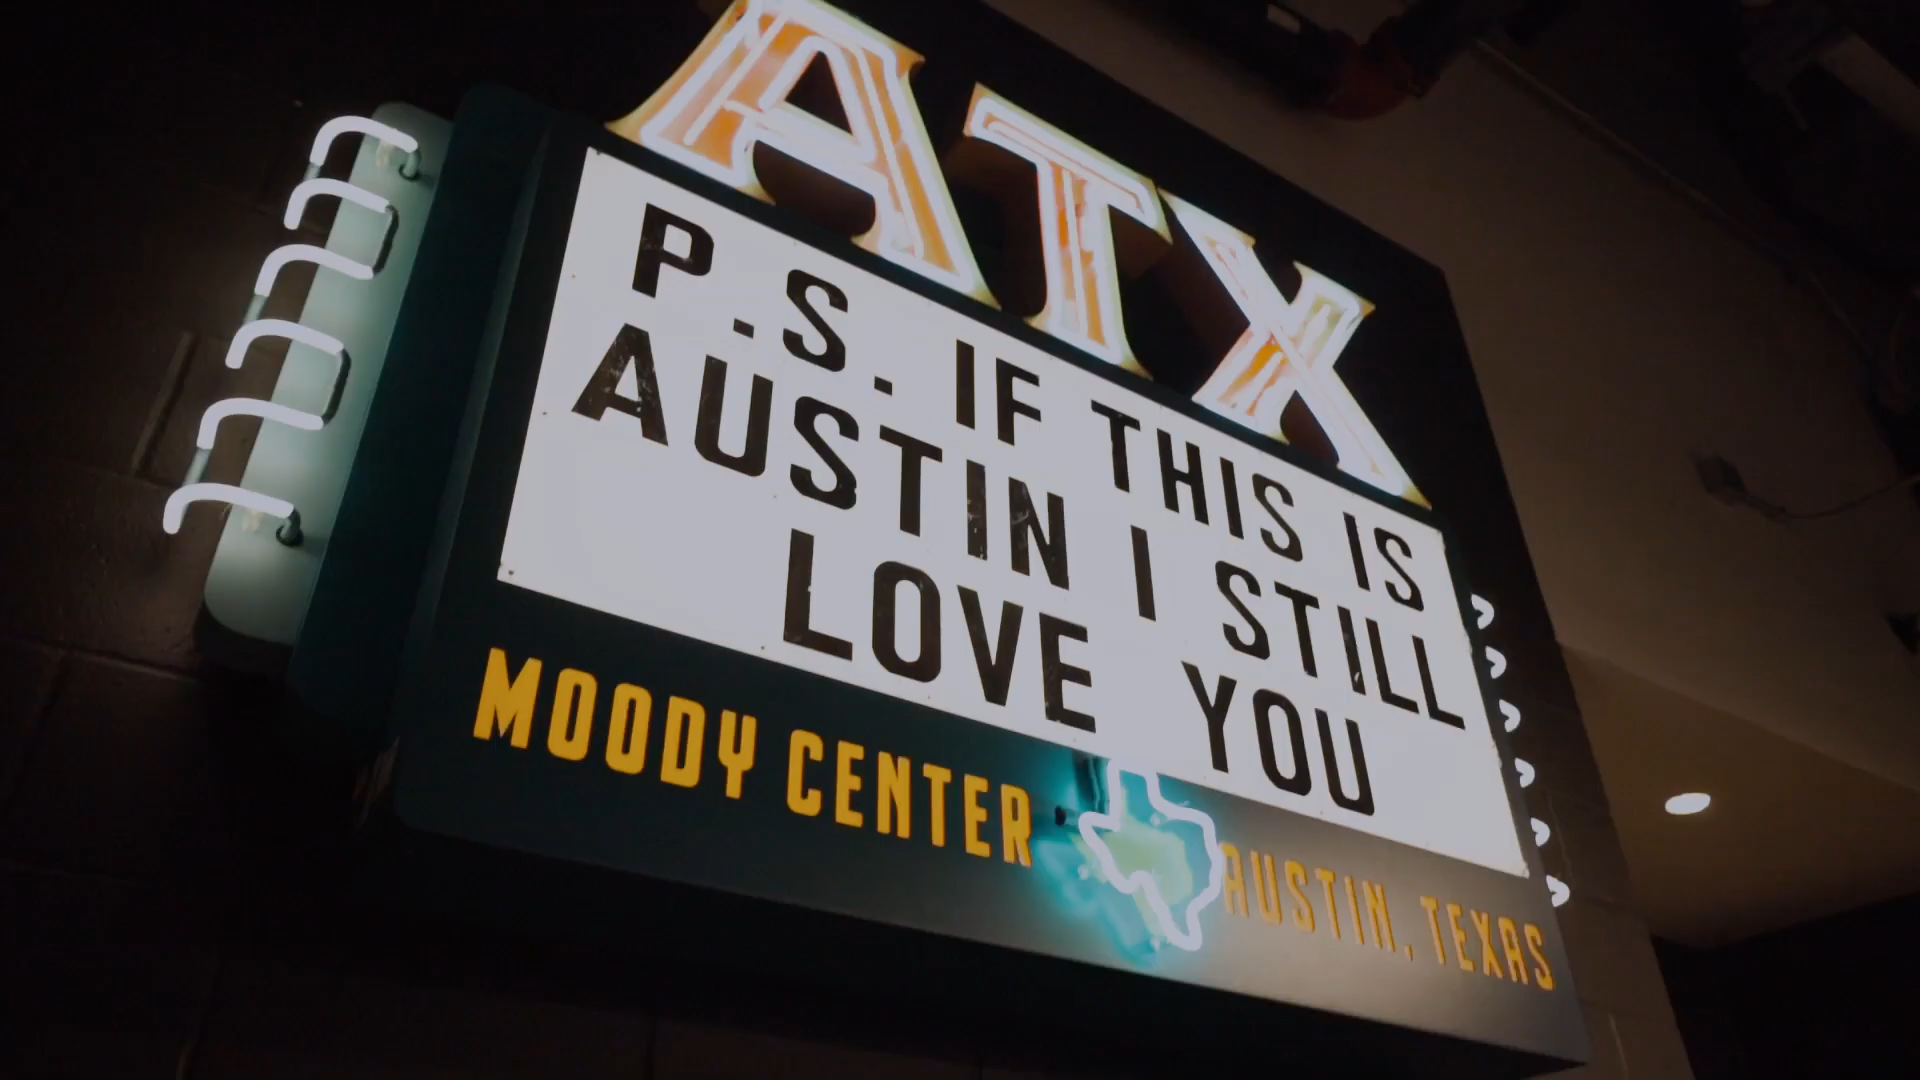 ATX
P.S. IF THIS IS
AUSTIN I STILL
LOVE YOU
MOODY CENTER AUSTIN, TEXAS